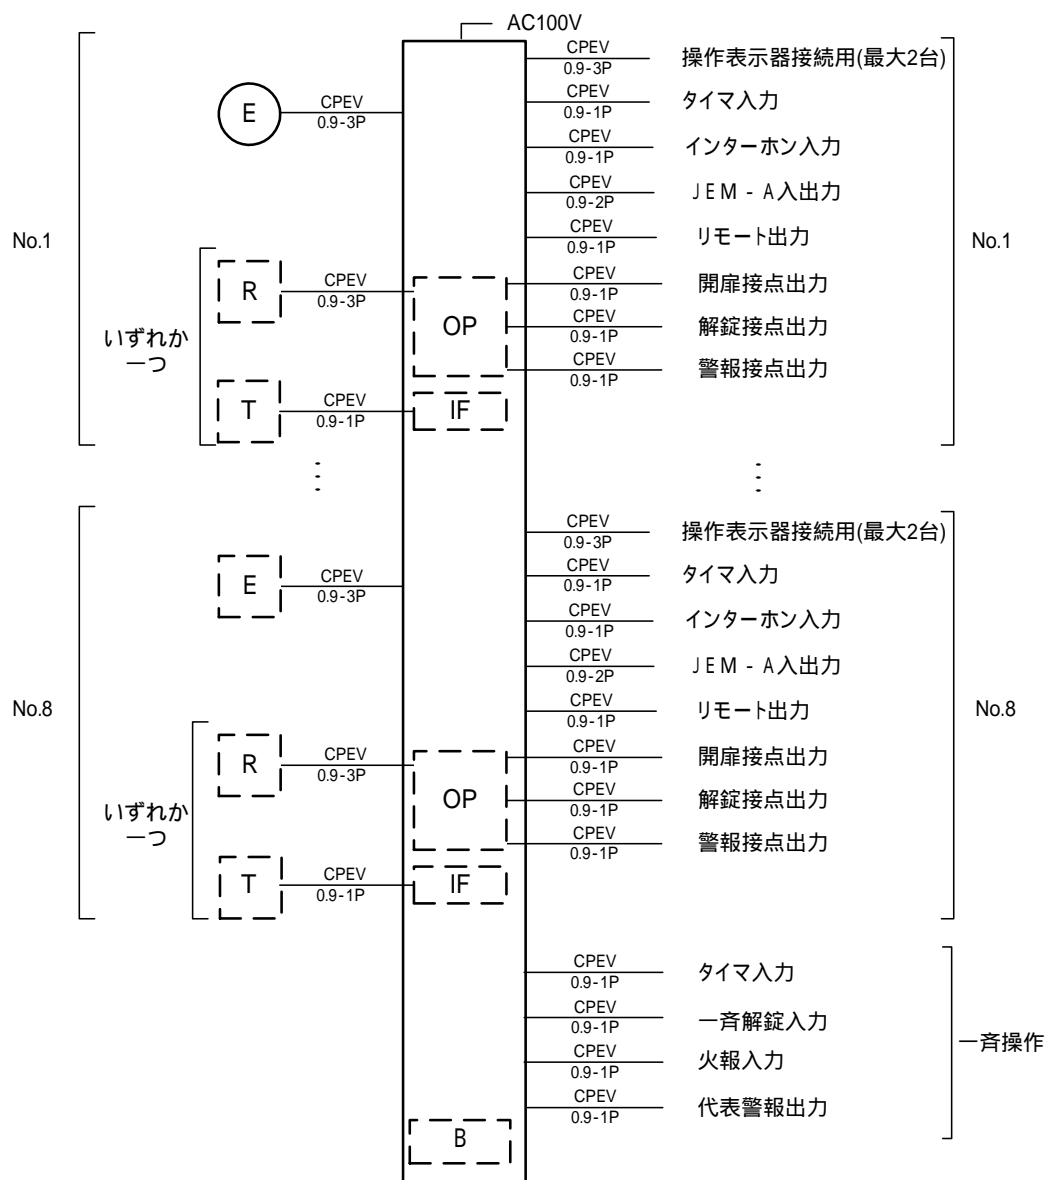 AC100V
CPEV
0.9-3P
操作表示器接続用(最大2台)
CPEV
0.9-1P
タイマ入力
E
CPEV
0.9-3P
CPEV
0.9-1P
インターホン入力
CPEV
0.9-2P
JEM - A入出力
No.1
CPEV
0.9-1P
リモート出力
No.1
R
CPEV
0.9-3P
OP
CPEV
0.9-1P
開扉接点出力
CPEV
0.9-1P
解錠接点出力
いずれか
一つ
CPEV
0.9-1P
警報接点出力
T
CPEV
0.9-1P
IF
CPEV
0.9-3P
操作表示器接続用(最大2台)
E
CPEV
0.9-3P
CPEV
0.9-1P
タイマ入力
CPEV
0.9-1P
インターホン入力
CPEV
0.9-2P
JEM - A入出力
No.8
CPEV
0.9-1P
リモート出力
No.8
R
CPEV
0.9-3P
OP
CPEV
0.9-1P
開扉接点出力
CPEV
0.9-1P
解錠接点出力
いずれか
一つ
CPEV
0.9-1P
警報接点出力
T
CPEV
0.9-1P
IF
CPEV
0.9-1P
タイマ入力
CPEV
0.9-1P
一斉解錠入力
一斉操作
CPEV
0.9-1P
火報入力
CPEV
0.9-1P
代表警報出力
B